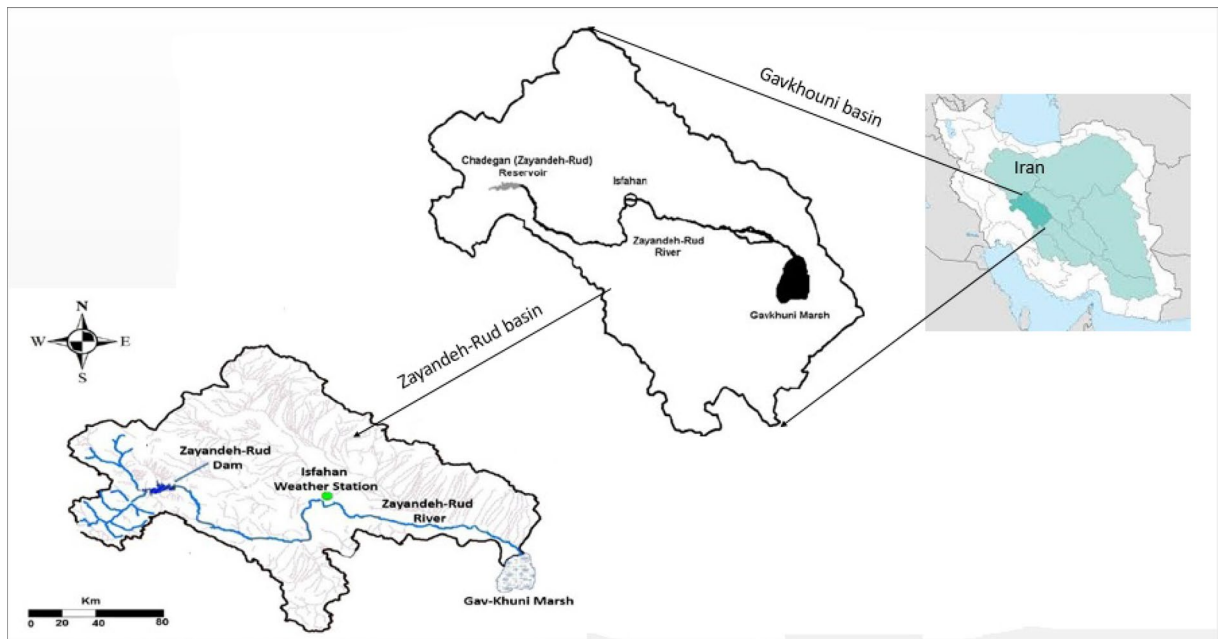 Gavkhouni basin
Iran
Chadegan (Zayandeh-Rud)
Reservoir
Isfahan
Zayandeh-Rud
River
Gavkhuni Marsh
Zayandeh-Rud basin
N
W E
S
Zayandeh-Rud
Dam
Isfahan
Weather Station
Zayandeh-Rud
River
Gav-Khuni Marsh
Km
0 20 40 80